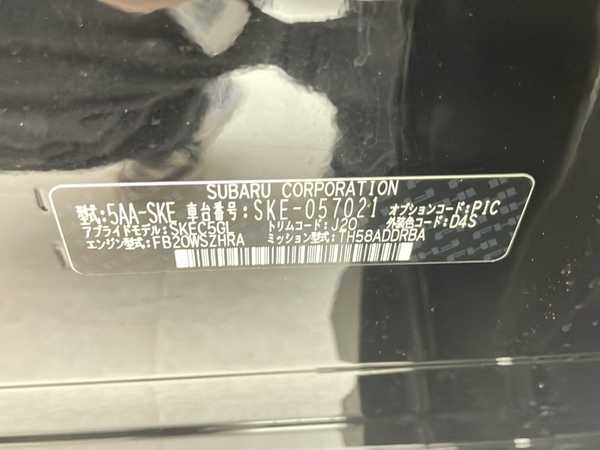 SUBARU CORPORATION
型式:5AA-SKE 車台番号:SKE-057021 オプションコード:PIC
アプライドモデル:SKEC5GL トリムコード:J20 外装色コード:D4S
エンジン型式:FB20WSZHRA ミッション型式:TH58ADDRBA